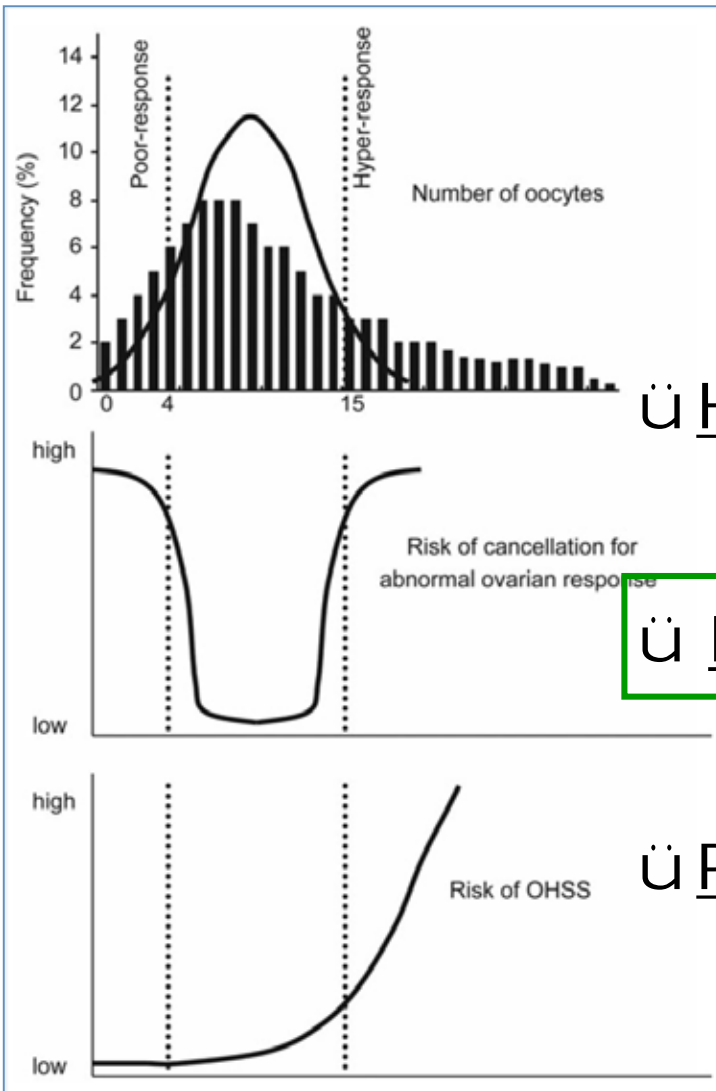 14
12
10
8
6
4
2
0
Frequency (%)
Poor-response
Hyper-response
Number of oocytes
0 4 15
ü H
high
Risk of cancellation for
abnormal ovarian response
ü
low
high
Risk of OHSS
ü P
low